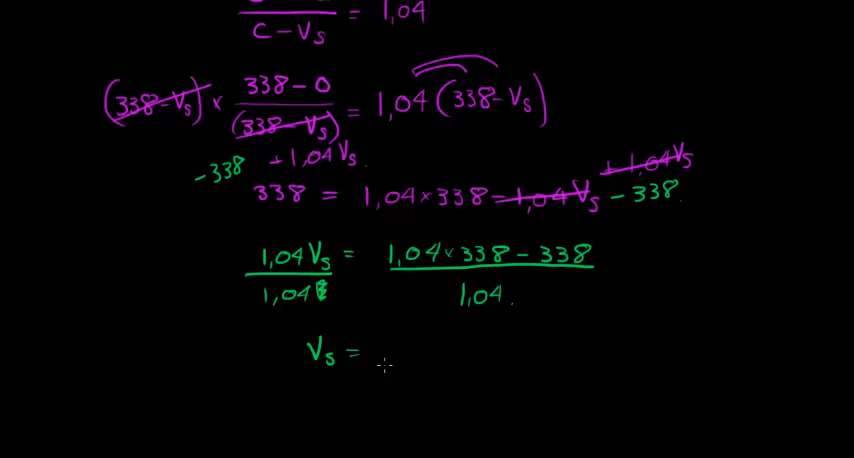 C - Vs = 1,04
(338 - Vs) × 338 - 0 / (338 - Vs) = 1,04 (338 - Vs)
- 338 + 1,04 Vs + 1,04 Vs
338 = 1,04 × 338 - 1,04 Vs - 338
1,04 Vs = 1,04 × 338 - 338
1,04 1,04
Vs =